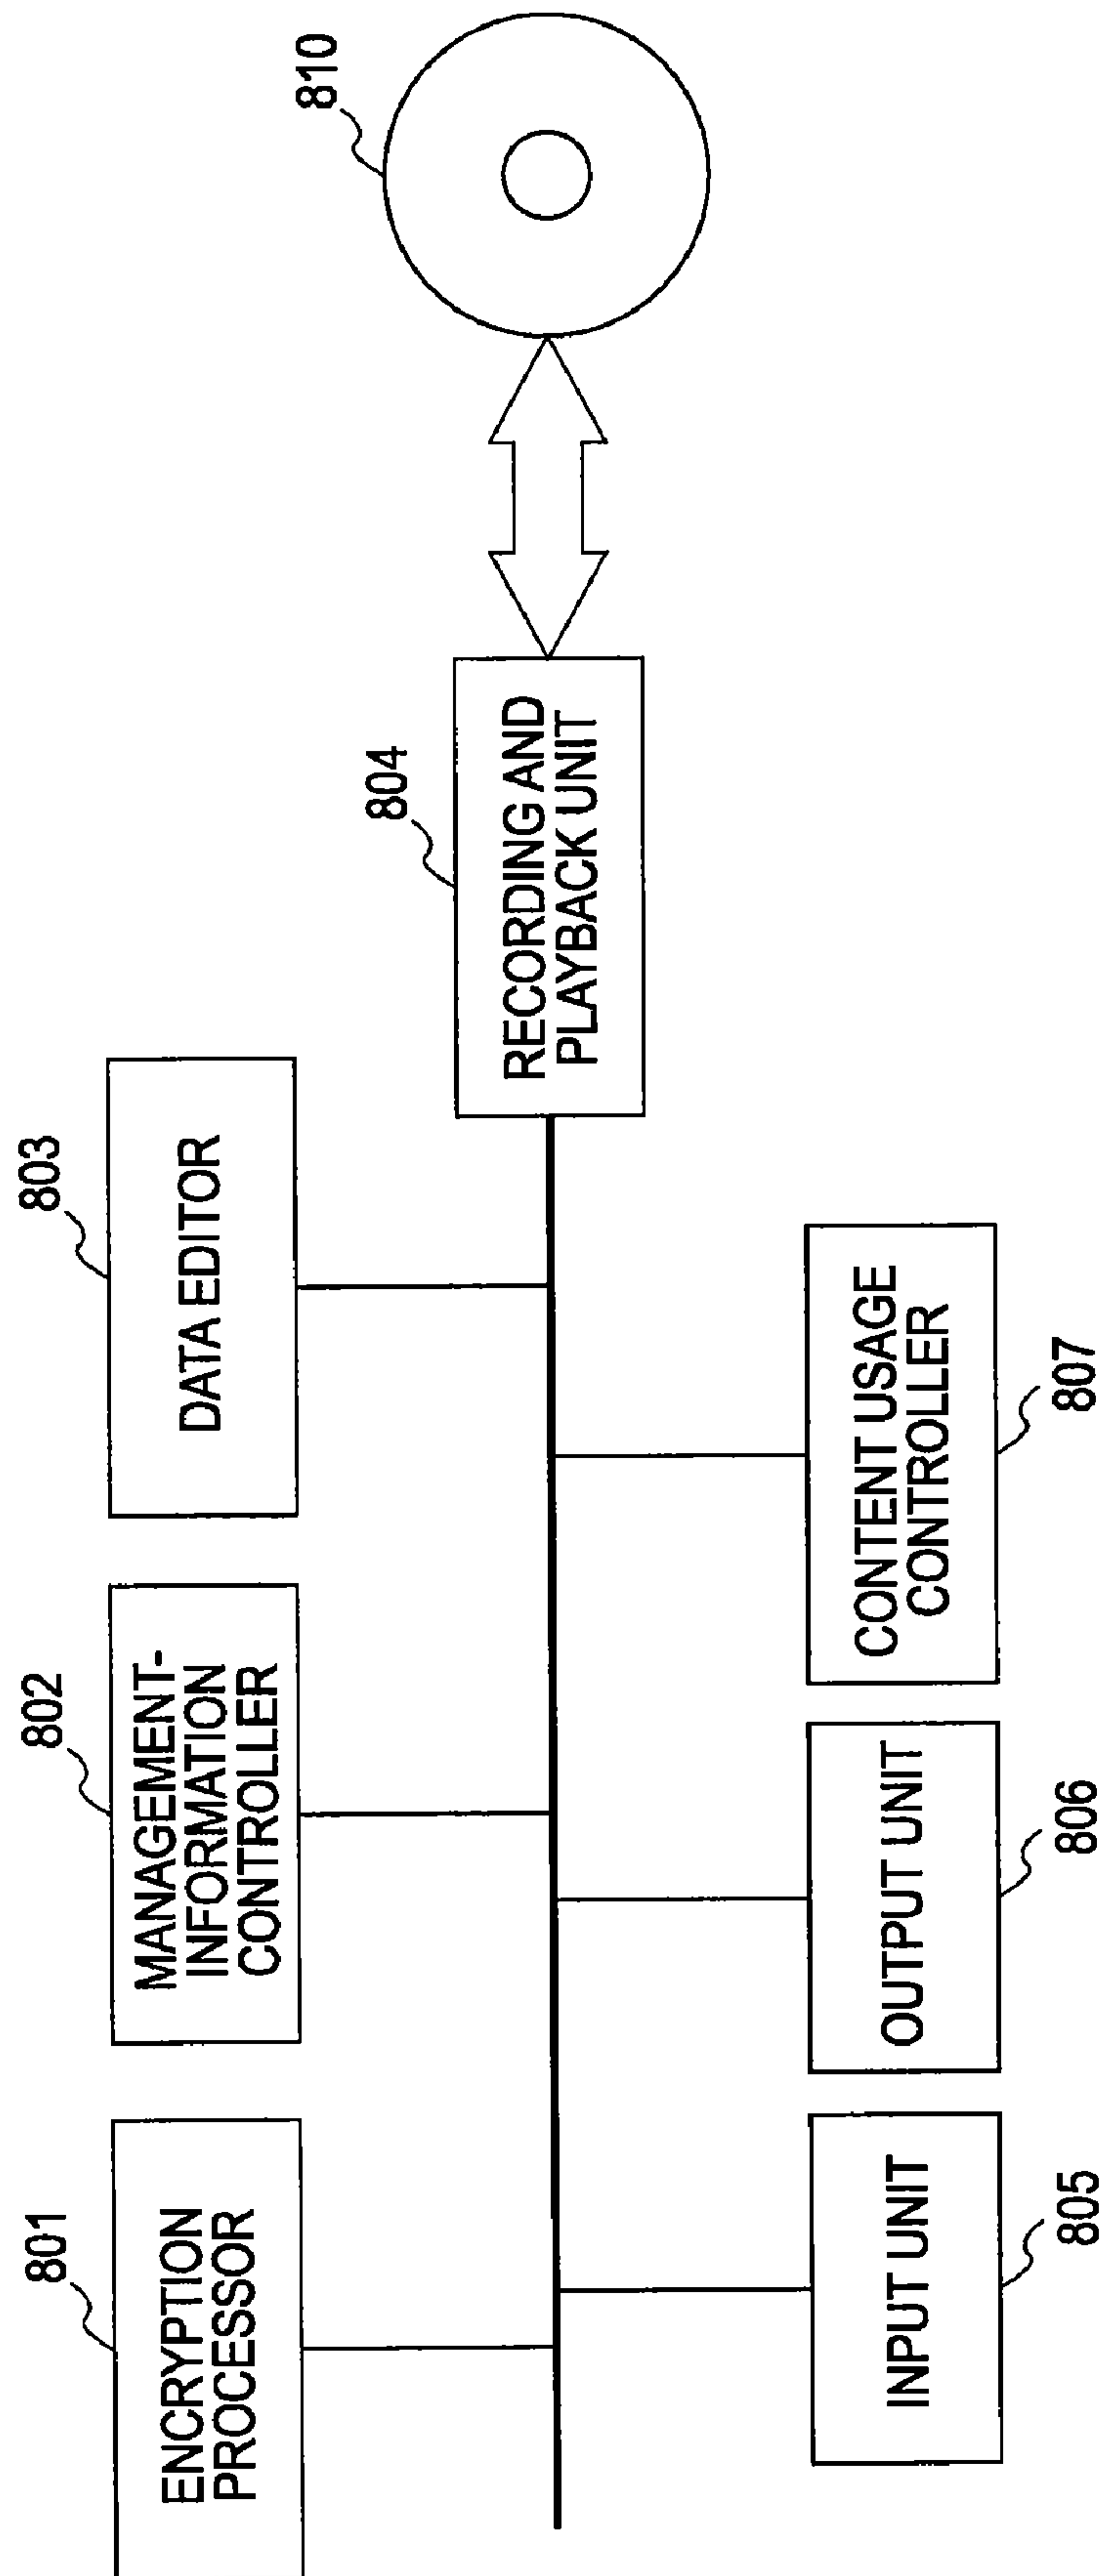 801
ENCRYPTION
PROCESSOR
802
MANAGEMENT-
INFORMATION
CONTROLLER
803
DATA EDITOR
804
RECORDING AND
PLAYBACK UNIT
810
INPUT UNIT
805
OUTPUT UNIT
806
CONTENT USAGE
CONTROLLER
807